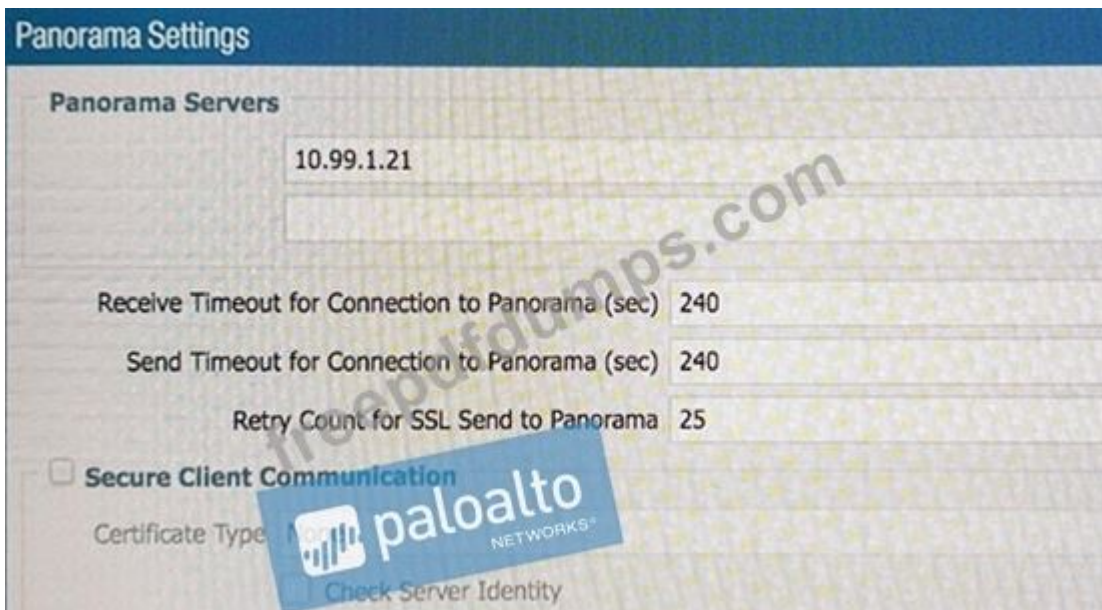 Panorama Settings
Panorama Servers
10.99.1.21
Receive Timeout for Connection to Panorama (sec) 240
Send Timeout for Connection to Panorama (sec) 240
Retry Count for SSL Send to Panorama 25
Secure Client Communication
Certificate Type
Check Server Identity
freepdfdumps.com
paloalto
NETWORKS®